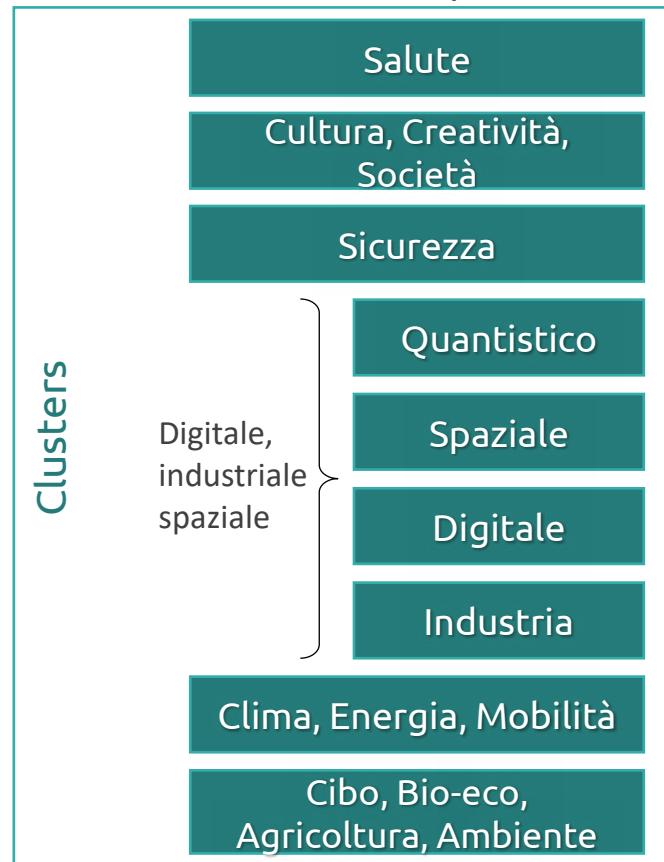 Salute
Cultura, Creatività,
Società
Sicurezza
Clusters
Digitale,
industriale
spaziale
Quantistico
Spaziale
Digitale
Industria
Clima, Energia, Mobilità
Cibo, Bio-eco,
Agricoltura, Ambiente